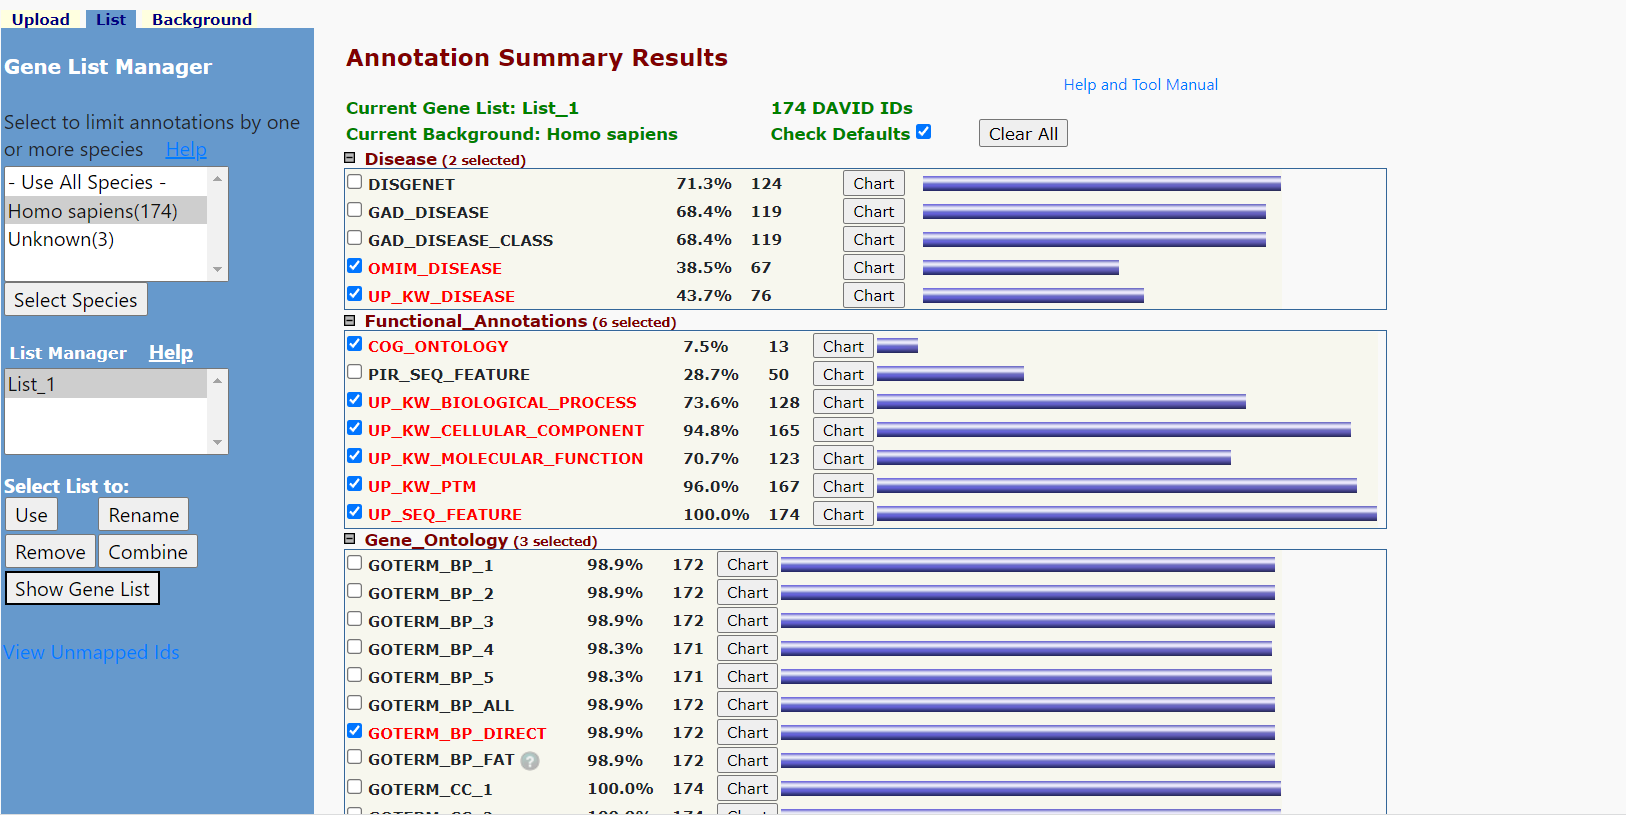 Upload List Background
Gene List Manager
Select to limit annotations by one
or more species Help
- Use All Species -
Homo sapiens(174)
Unknown(3)
Select Species
List Manager Help
List_1
Select List to:
Use Rename
Remove Combine
Show Gene List
View Unmapped Ids
Annotation Summary Results
Help and Tool Manual
Current Gene List: List_1 174 DAVID IDs
Current Background: Homo sapiens Check Defaults Clear All
Disease (2 selected)
DISGENET 71.3% 124 Chart
GAD_DISEASE 68.4% 119 Chart
GAD_DISEASE_CLASS 68.4% 119 Chart
OMIM_DISEASE 38.5% 67 Chart
UP_KW_DISEASE 43.7% 76 Chart
Functional_Annotations (6 selected)
COG_ONTOLOGY 7.5% 13 Chart
PIR_SEQ_FEATURE 28.7% 50 Chart
UP_KW_BIOLOGICAL_PROCESS 73.6% 128 Chart
UP_KW_CELLULAR_COMPONENT 94.8% 165 Chart
UP_KW_MOLECULAR_FUNCTION 70.7% 123 Chart
UP_KW_PTM 96.0% 167 Chart
UP_SEQ_FEATURE 100.0% 174 Chart
Gene_Ontology (3 selected)
GOTERM_BP_1 98.9% 172 Chart
GOTERM_BP_2 98.9% 172 Chart
GOTERM_BP_3 98.9% 172 Chart
GOTERM_BP_4 98.3% 171 Chart
GOTERM_BP_5 98.3% 171 Chart
GOTERM_BP_ALL 98.9% 172 Chart
GOTERM_BP_DIRECT 98.9% 172 Chart
GOTERM_BP_FAT ? 98.9% 172 Chart
GOTERM_CC_1 100.0% 174 Chart